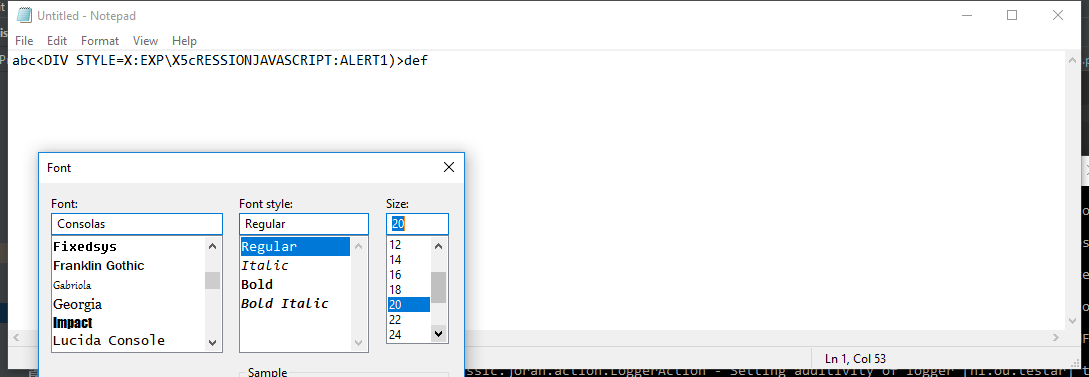 Untitled - Notepad
File Edit Format View Help
abc<DIV STYLE=X:EXP\X5cRESSIONJAVASCRIPT:ALERT1)>def
Font
Font: Font style: Size:
Consolas Regular 20
Fixedsys Regular 12
Franklin Gothic Italic 14
Gabriola Bold 16
Georgia Bold Italic 18
Impact 20
Lucida Console 22
24
Sample
Ln 1, Col 53
ssic.joran.action.LoggerAction - Setting additivity of logger [nl.ou.testar] t